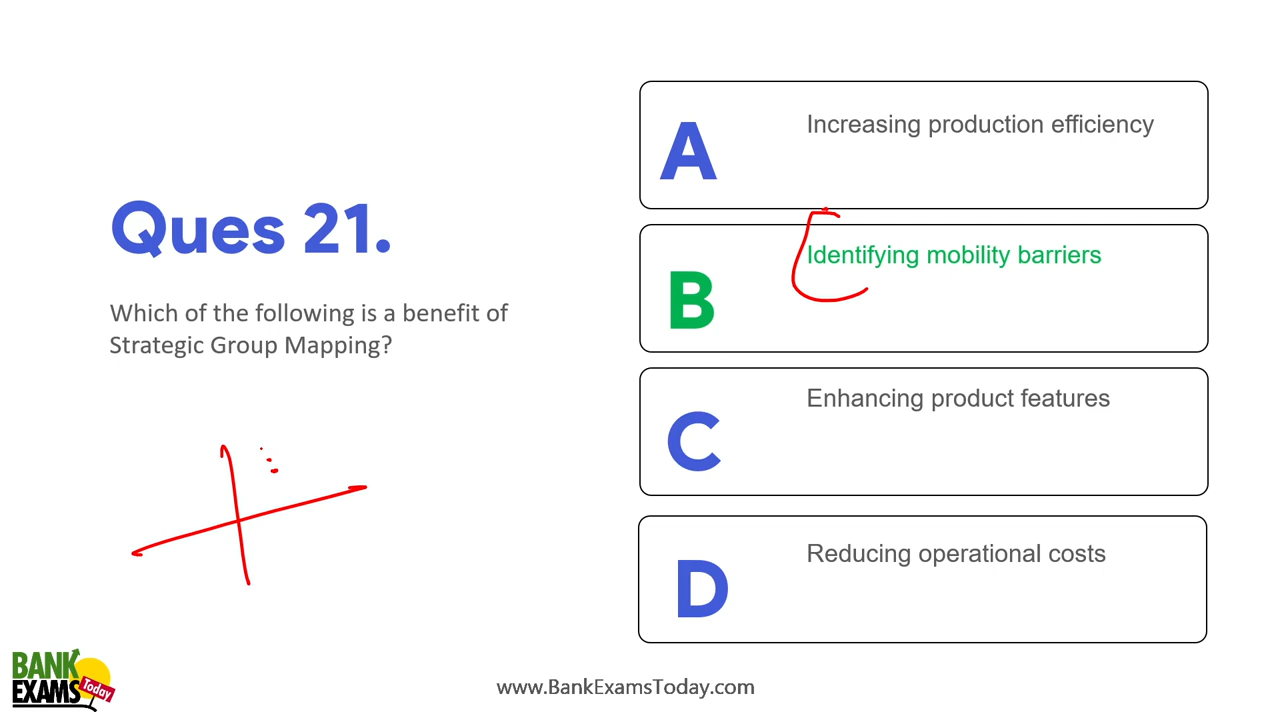 Ques 21.
Which of the following is a benefit of
Strategic Group Mapping?
A
Increasing production efficiency
B
Identifying mobility barriers
C
Enhancing product features
D
Reducing operational costs
BANK
EXAMS
Today
www.BankExamsToday.com